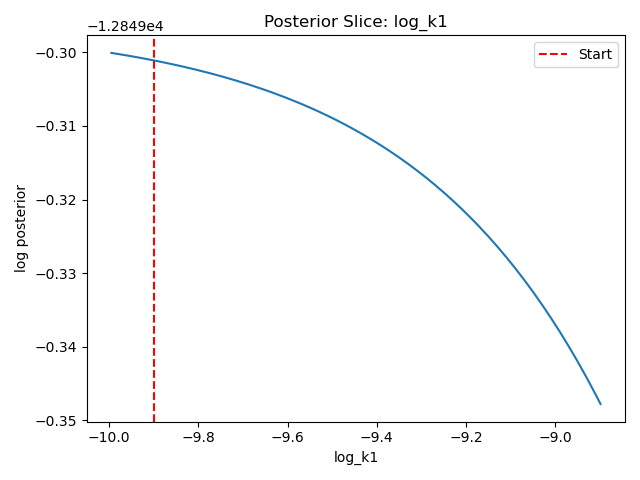 Posterior Slice: log_k1
−1.2849e4
Start
−0.30
−0.31
−0.32
−0.33
−0.34
−0.35
log posterior
−10.0 −9.8 −9.6 −9.4 −9.2 −9.0
log_k1